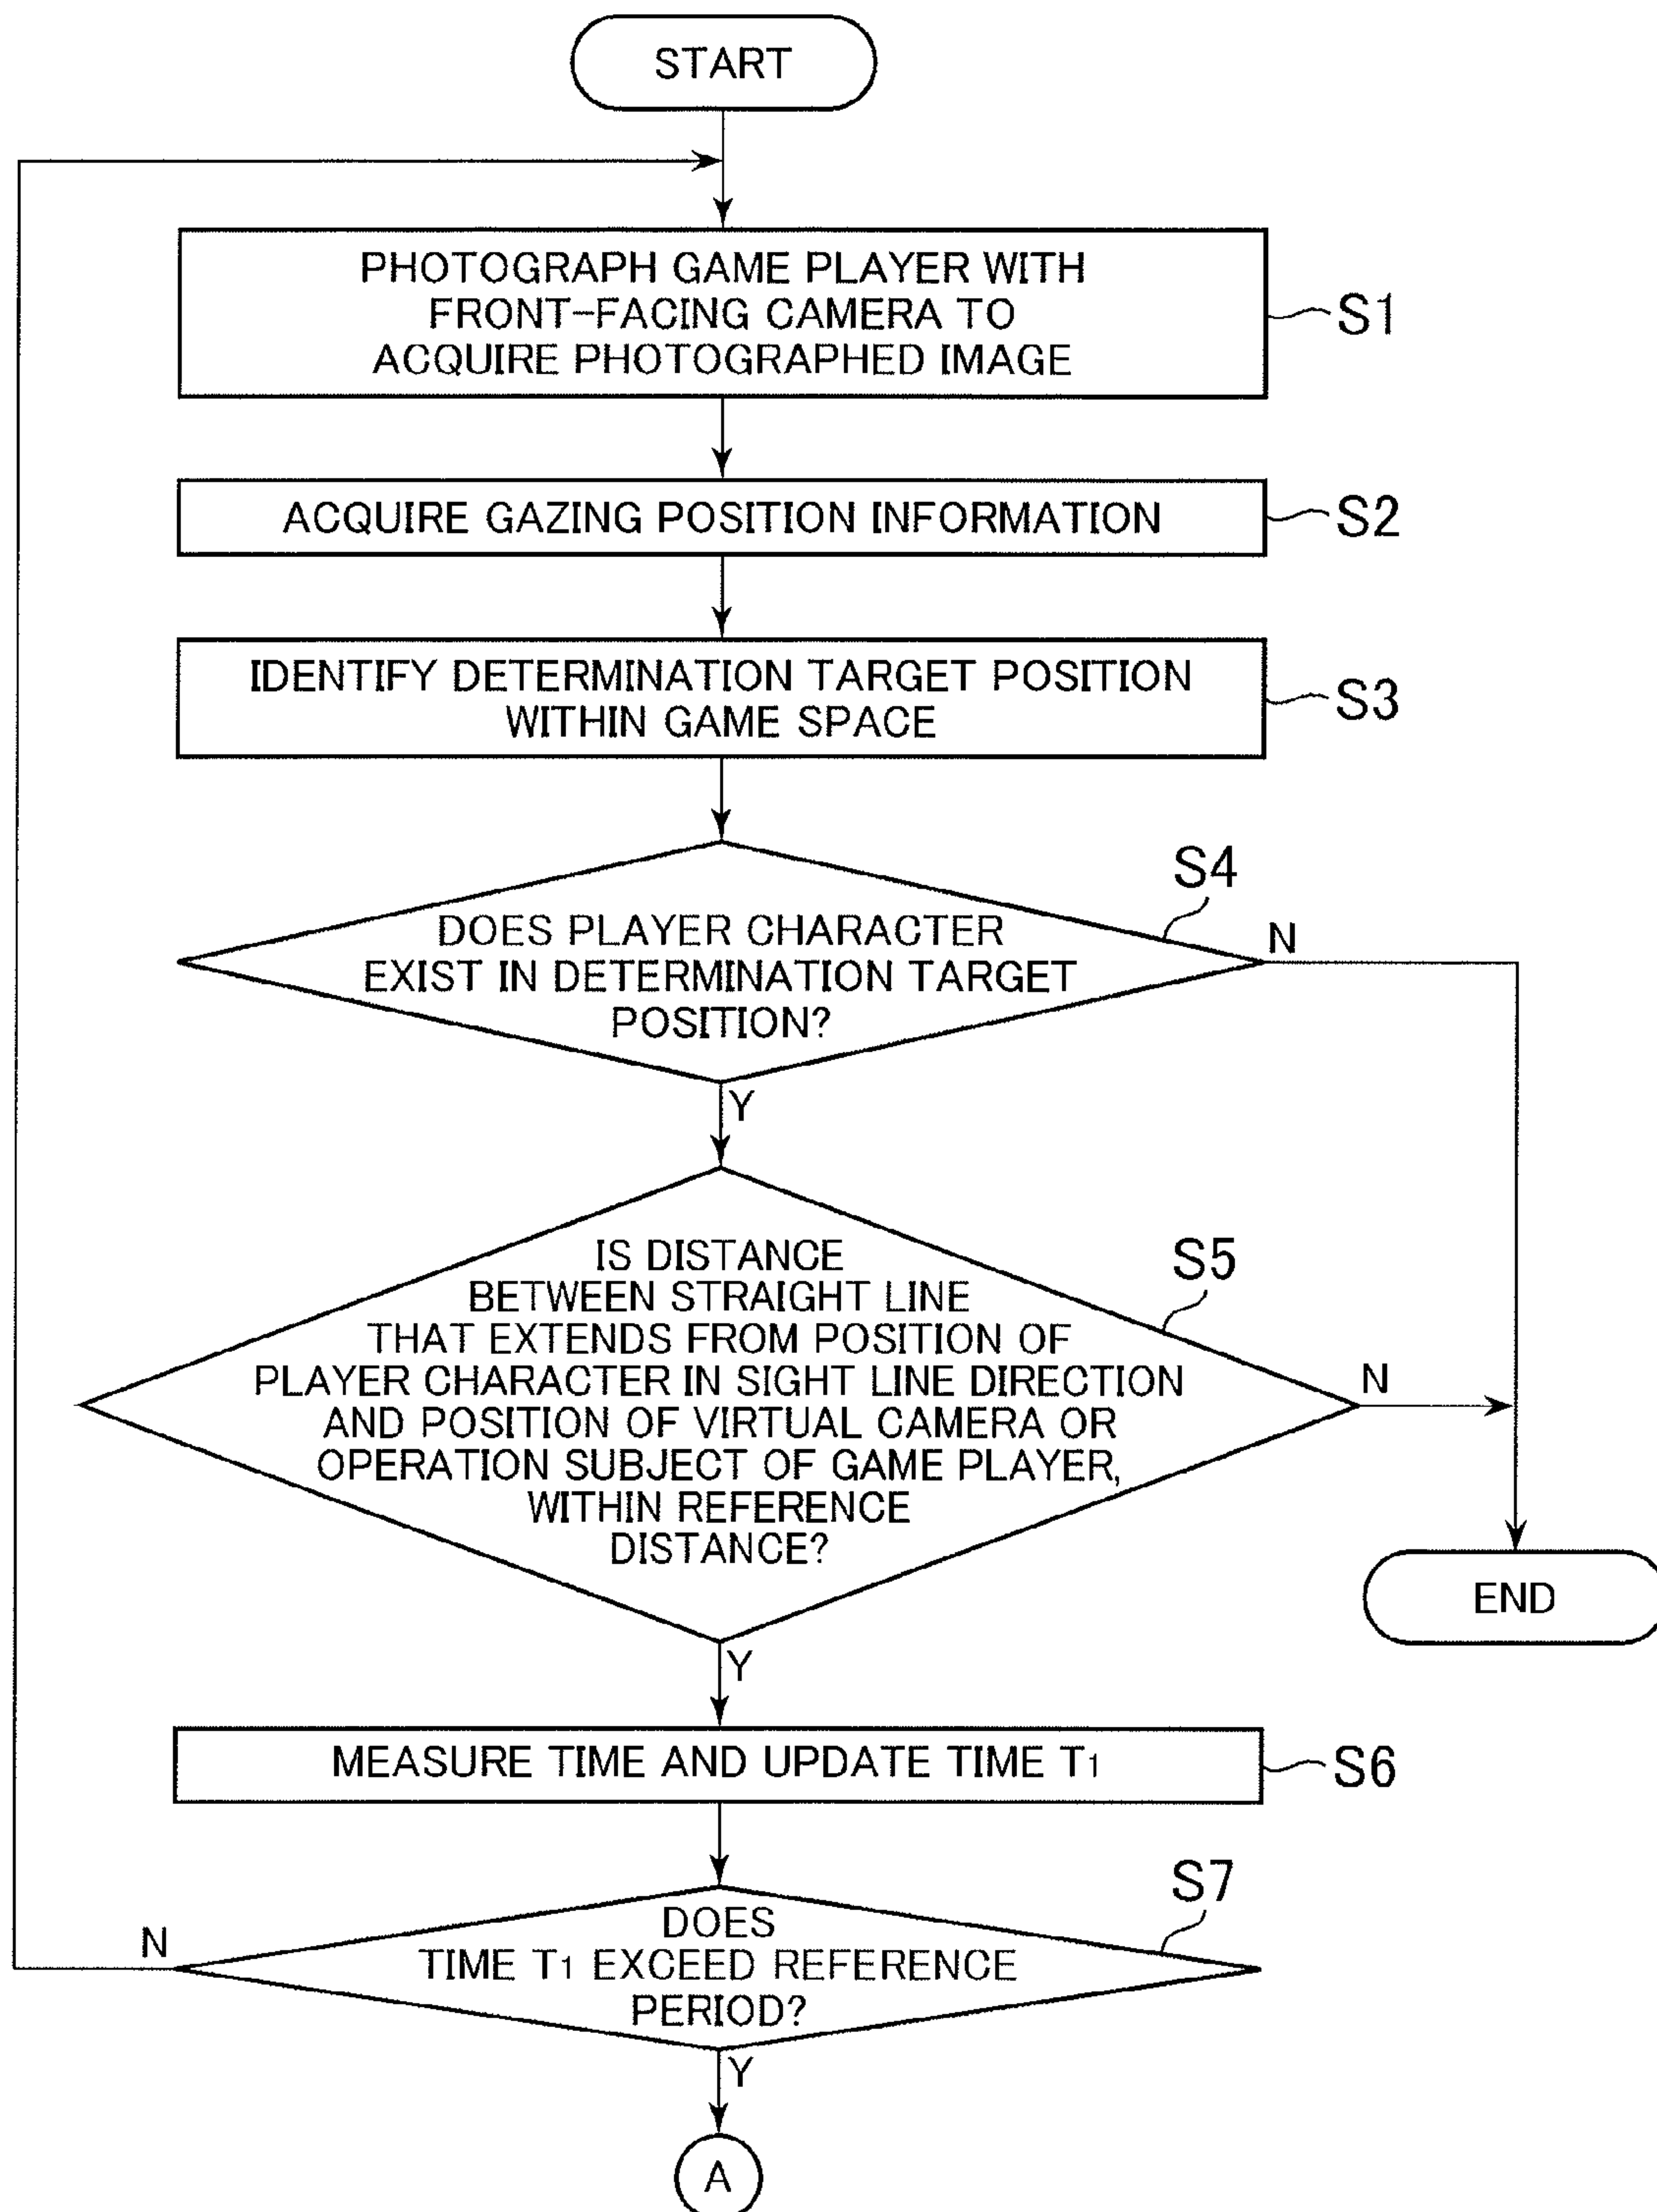 START
PHOTOGRAPH GAME PLAYER WITH
FRONT-FACING CAMERA TO
ACQUIRE PHOTOGRAPHED IMAGE
S1
ACQUIRE GAZING POSITION INFORMATION
S2
IDENTIFY DETERMINATION TARGET POSITION
WITHIN GAME SPACE
S3
S4
DOES PLAYER CHARACTER
EXIST IN DETERMINATION TARGET
POSITION?
N
Y
S5
IS DISTANCE
BETWEEN STRAIGHT LINE
THAT EXTENDS FROM POSITION OF
PLAYER CHARACTER IN SIGHT LINE DIRECTION
AND POSITION OF VIRTUAL CAMERA OR
OPERATION SUBJECT OF GAME PLAYER,
WITHIN REFERENCE
DISTANCE?
N
END
Y
MEASURE TIME AND UPDATE TIME T1
S6
S7
DOES
TIME T1 EXCEED REFERENCE
PERIOD?
N
Y
A